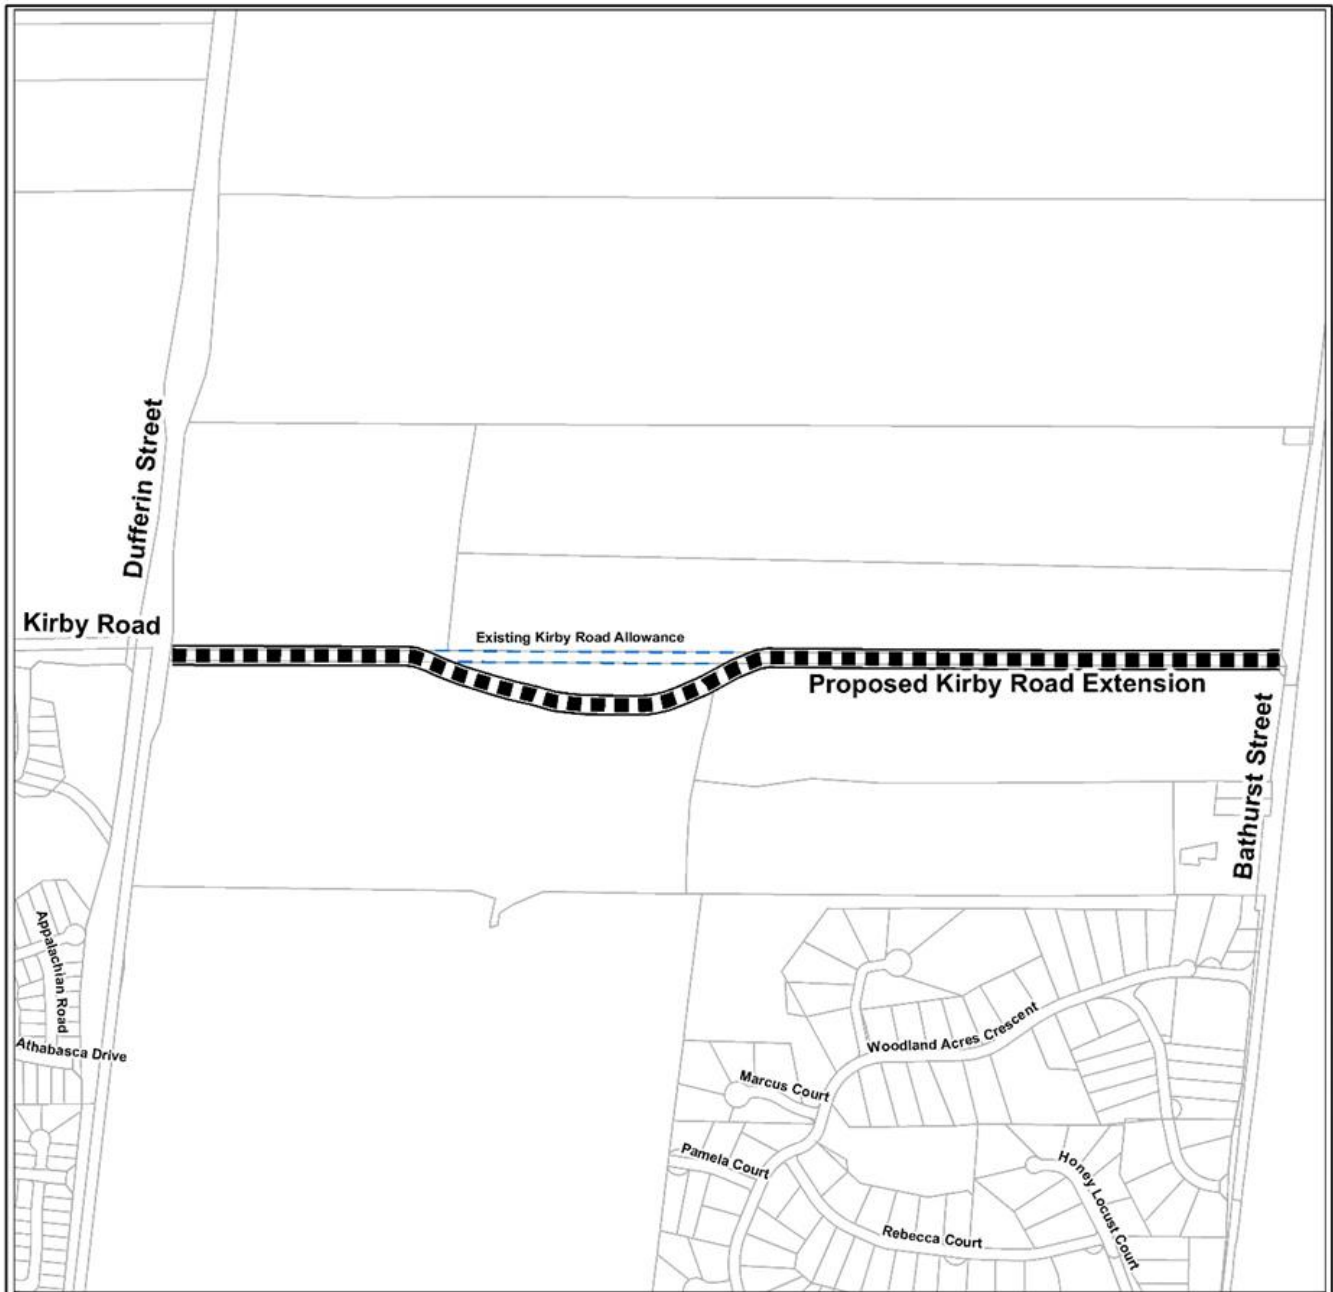 Dufferin Street
Kirby Road
Existing Kirby Road Allowance
Proposed Kirby Road Extension
Bathurst Street
Appalachian Road
Athabasca Drive
Woodland Acres Crescent
Marcus Court
Pamela Court
Honey Locust Court
Rebecca Court